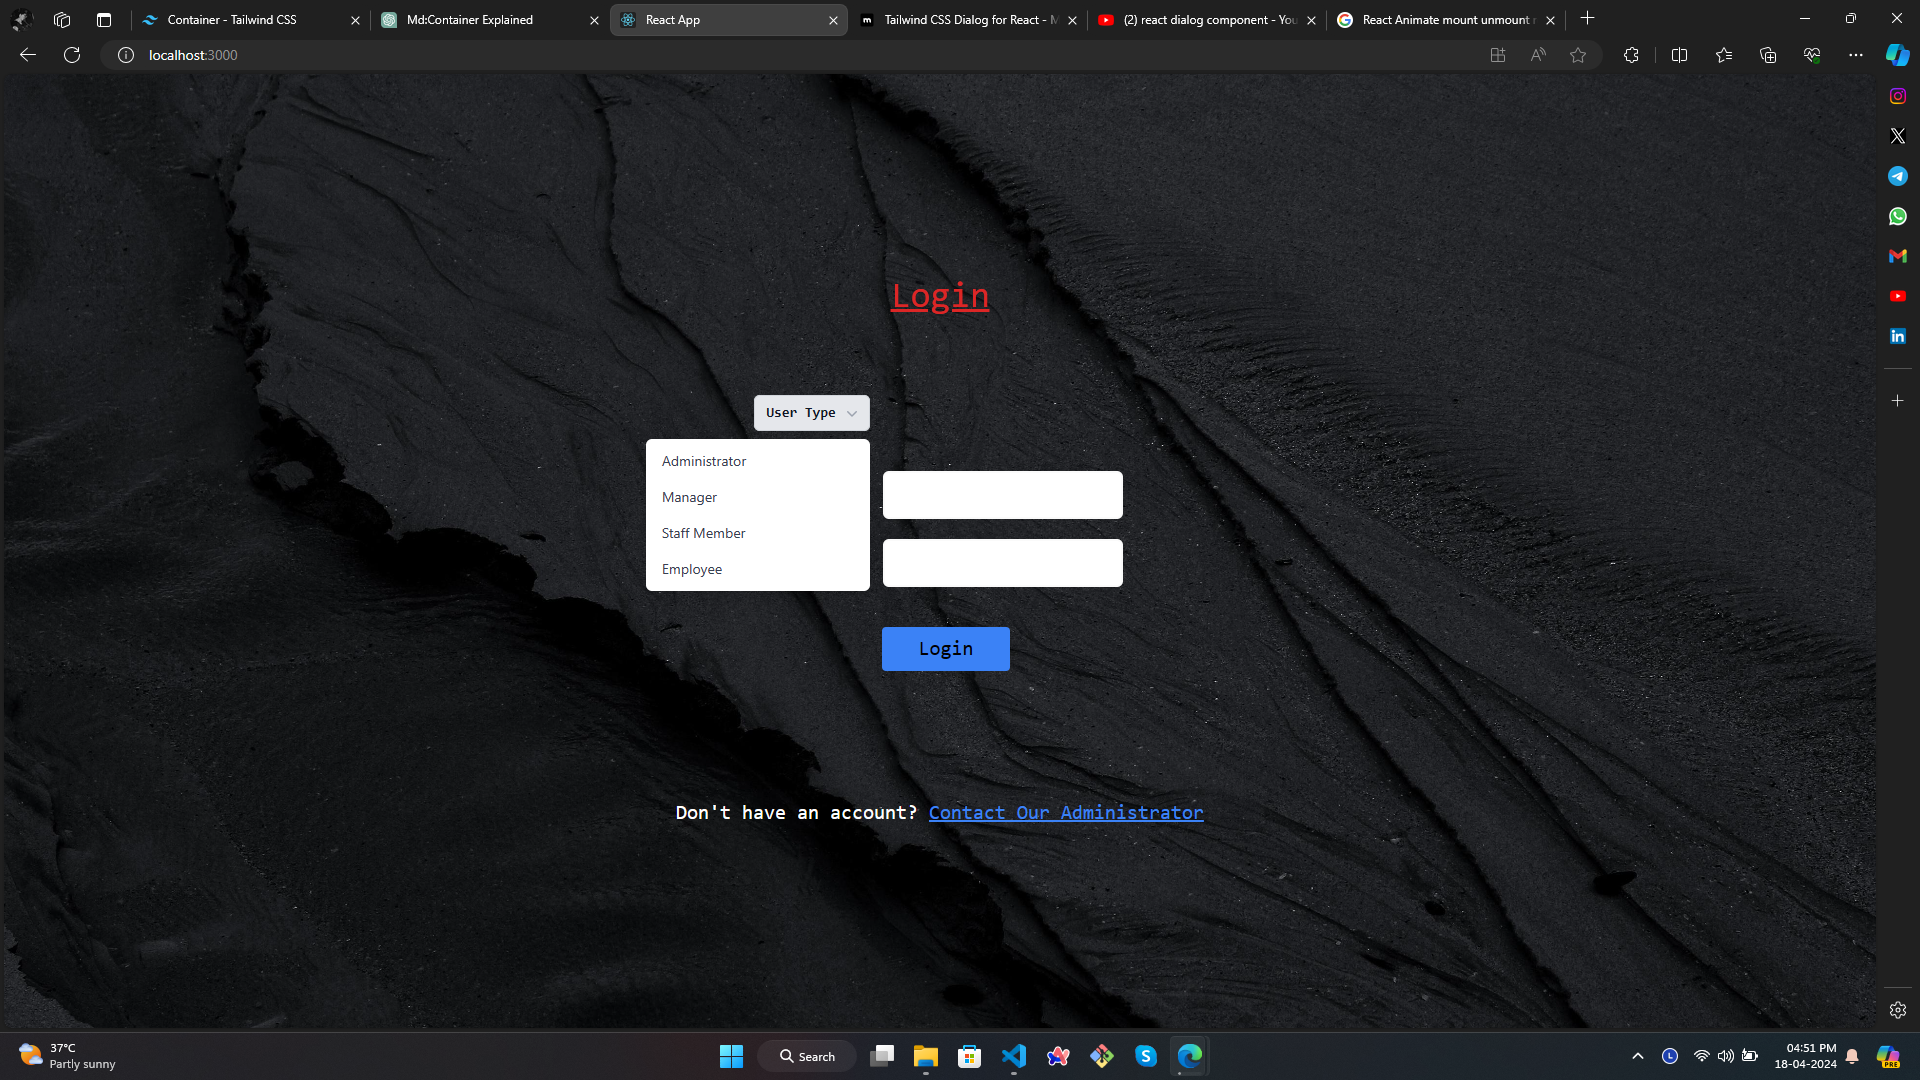 Container - Tailwind CSS
Md:Container Explained
React App
Tailwind CSS Dialog for React - M
(2) react dialog component - You
React Animate mount unmount
localhost:3000
Login
User Type
Administrator
Manager
Staff Member
Employee
Login
Don't have an account? Contact Our Administrator
37°C
Partly sunny
Search
04:51 PM
18-04-2024
PRE